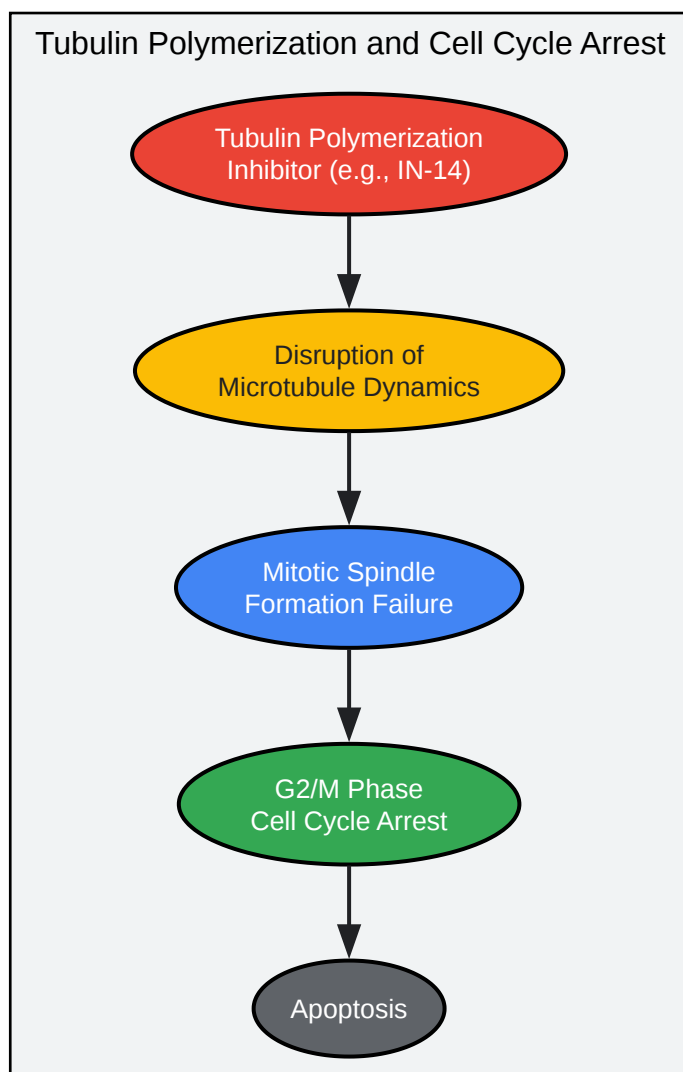 Tubulin Polymerization and Cell Cycle Arrest
Tubulin Polymerization
Inhibitor (e.g., IN-14)
Disruption of
Microtubule Dynamics
Mitotic Spindle
Formation Failure
G2/M Phase
Cell Cycle Arrest
Apoptosis